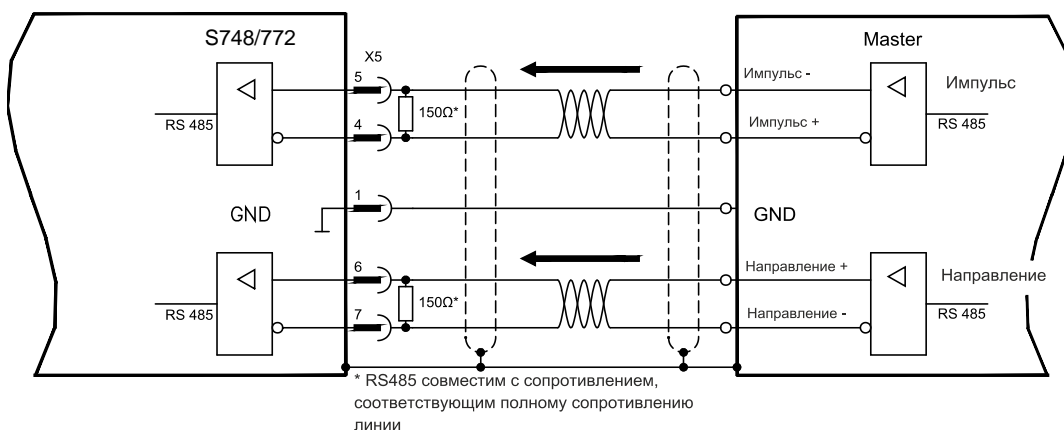 S748/772
X5
Master
5
Импульс -
Импульс
150Ω*
RS 485
4
Импульс +
RS 485
1
GND
GND
6
Направление +
Направление
150Ω*
RS 485
7
Направление -
RS 485
* RS485 совместим с сопротивлением,
соответствующим полному сопротивлению
линии